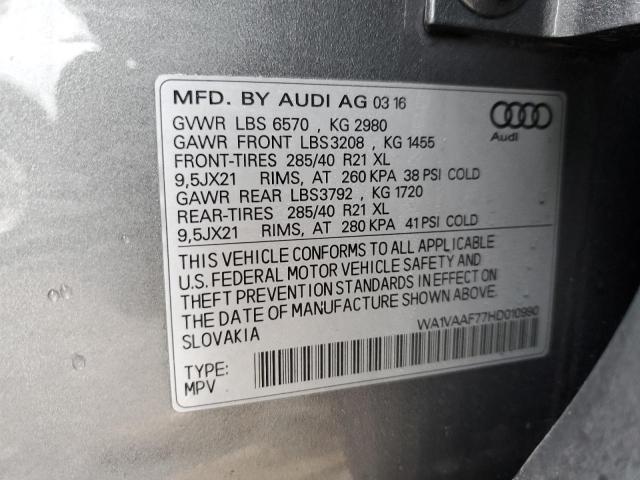 MFD. BY AUDI AG 03 16
Audi
GVWR LBS 6570 , KG 2980
GAWR FRONT LBS3208 , KG 1455
FRONT-TIRES 285/40 R21 XL
9,5JX21 RIMS, AT 260 KPA 38 PSI COLD
GAWR REAR LBS3792 , KG 1720
REAR-TIRES 285/40 R21 XL
9,5JX21 RIMS, AT 280 KPA 41 PSI COLD
THIS VEHICLE CONFORMS TO ALL APPLICABLE
U.S. FEDERAL MOTOR VEHICLE SAFETY AND
THEFT PREVENTION STANDARDS IN EFFECT ON
THE DATE OF MANUFACTURE SHOWN ABOVE.
SLOVAKIA
WA1VAAF77HD010990
TYPE:
MPV